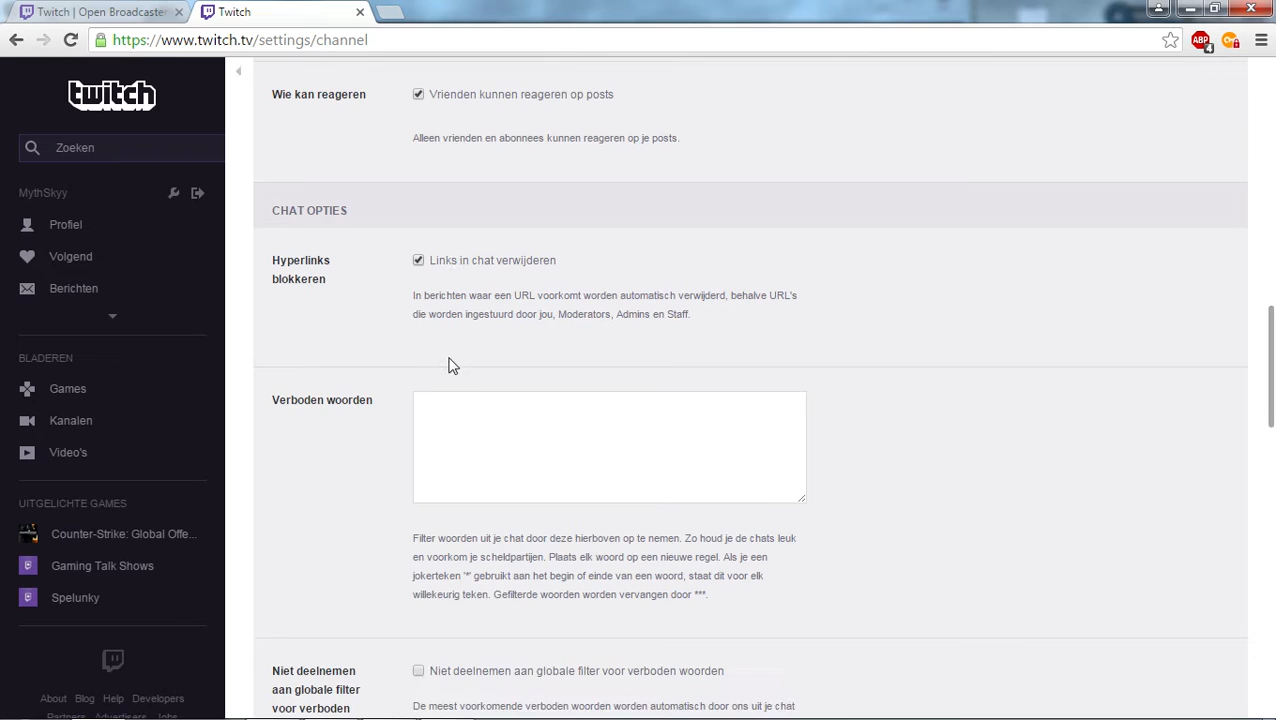 Twitch | Open Broadcaster
Twitch
https://www.twitch.tv/settings/channel
ABP
4
twitch
Zoeken
MythSkyy
Profiel
Volgend
Berichten
BLADEREN
Games
Kanalen
Video's
UITGELICHTE GAMES
Counter-Strike: Global Offe...
Gaming Talk Shows
Spelunky
About Blog Help Developers
Partners Advertisers Jobs
Wie kan reageren
Vrienden kunnen reageren op posts
Alleen vrienden en abonnees kunnen reageren op je posts.
CHAT OPTIES
Hyperlinks
blokkeren
Links in chat verwijderen
In berichten waar een URL voorkomt worden automatisch verwijderd, behalve URL's
die worden ingestuurd door jou, Moderators, Admins en Staff.
Verboden woorden
Filter woorden uit je chat door deze hierboven op te nemen. Zo houd je de chats leuk
en voorkom je scheldpartijen. Plaats elk woord op een nieuwe regel. Als je een
jokerteken '*' gebruikt aan het begin of einde van een woord, staat dit voor elk
willekeurig teken. Gefilterde woorden worden vervangen door ***.
Niet deelnemen
aan globale filter
voor verboden
Niet deelnemen aan globale filter voor verboden woorden
De meest voorkomende verboden woorden worden automatisch door ons uit je chat